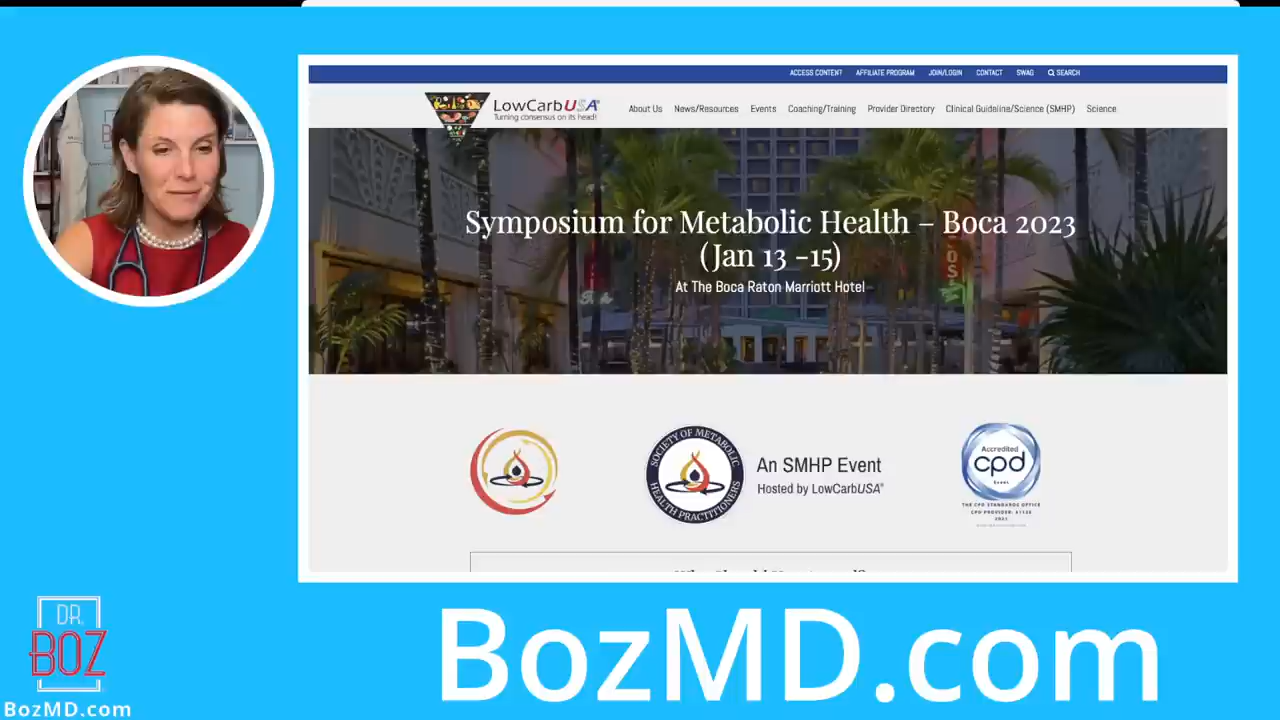 ACCESS CONTENT AFFILIATE PROGRAM JOIN/LOGIN CONTACT SWAG SEARCH
LowCarbUSA®
Turning consensus on its head!
About Us News/Resources Events Coaching/Training Provider Directory Clinical Guideline/Science (SMHP) Science
Symposium for Metabolic Health – Boca 2023
(Jan 13 -15)
At The Boca Raton Marriott Hotel
SOCIETY OF METABOLIC
HEALTH PRACTITIONERS
An SMHP Event
Hosted by LowCarbUSA®
Accredited
cpd
Event
THE CPD STANDARDS OFFICE
DR.
BOZ
BozMD.com
BozMD.com